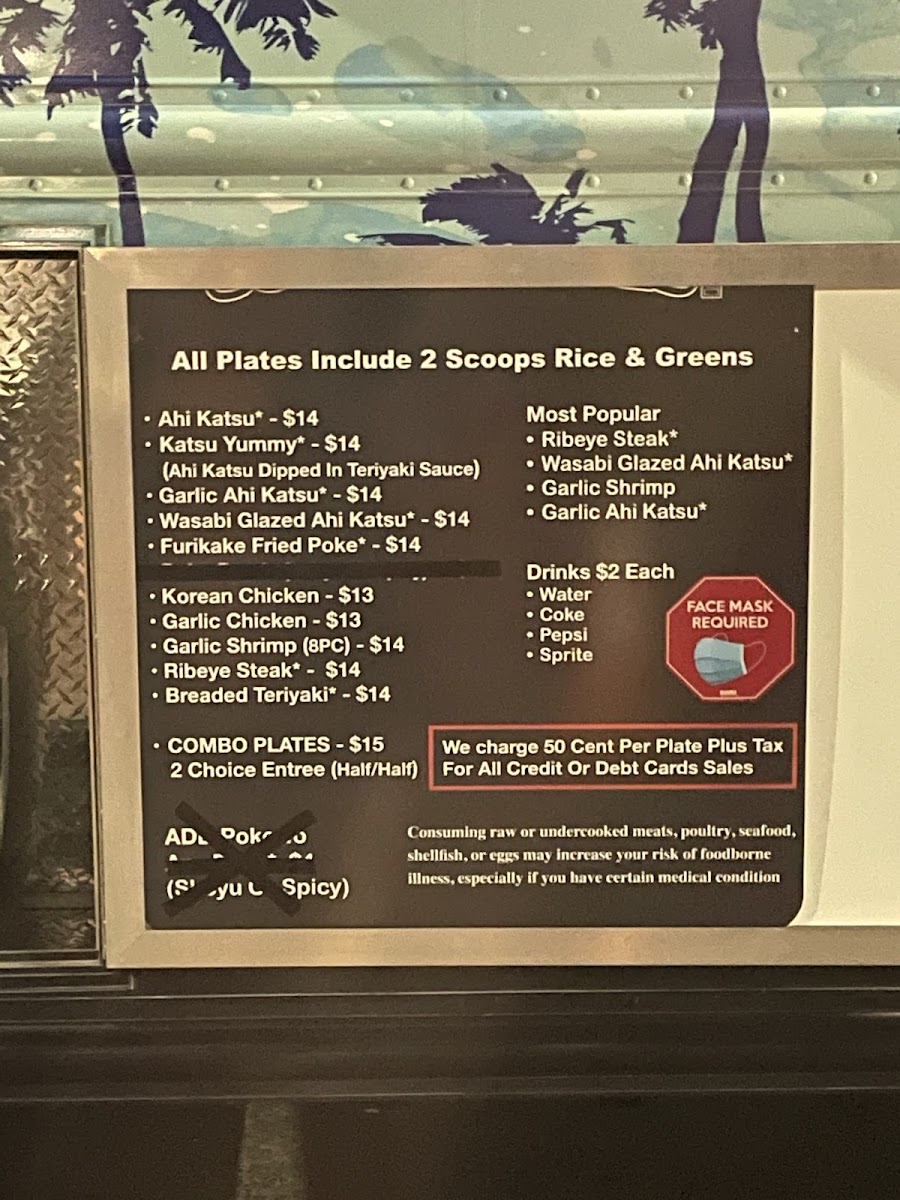 All Plates Include 2 Scoops Rice & Greens
• Ahi Katsu* - $14
• Katsu Yummy* - $14
(Ahi Katsu Dipped In Teriyaki Sauce)
• Garlic Ahi Katsu* - $14
• Wasabi Glazed Ahi Katsu* - $14
• Furikake Fried Poke* - $14
• Korean Chicken - $13
• Garlic Chicken - $13
• Garlic Shrimp (8PC) - $14
• Ribeye Steak* - $14
• Breaded Teriyaki* - $14
• COMBO PLATES - $15
2 Choice Entree (Half/Half)
Spicy)
Most Popular
• Ribeye Steak*
• Wasabi Glazed Ahi Katsu*
• Garlic Shrimp
• Garlic Ahi Katsu*
Drinks $2 Each
• Water
• Coke
• Pepsi
• Sprite
FACE MASK
REQUIRED
We charge 50 Cent Per Plate Plus Tax
For All Credit Or Debt Cards Sales
Consuming raw or undercooked meats, poultry, seafood,
shellfish, or eggs may increase your risk of foodborne
illness, especially if you have certain medical condition